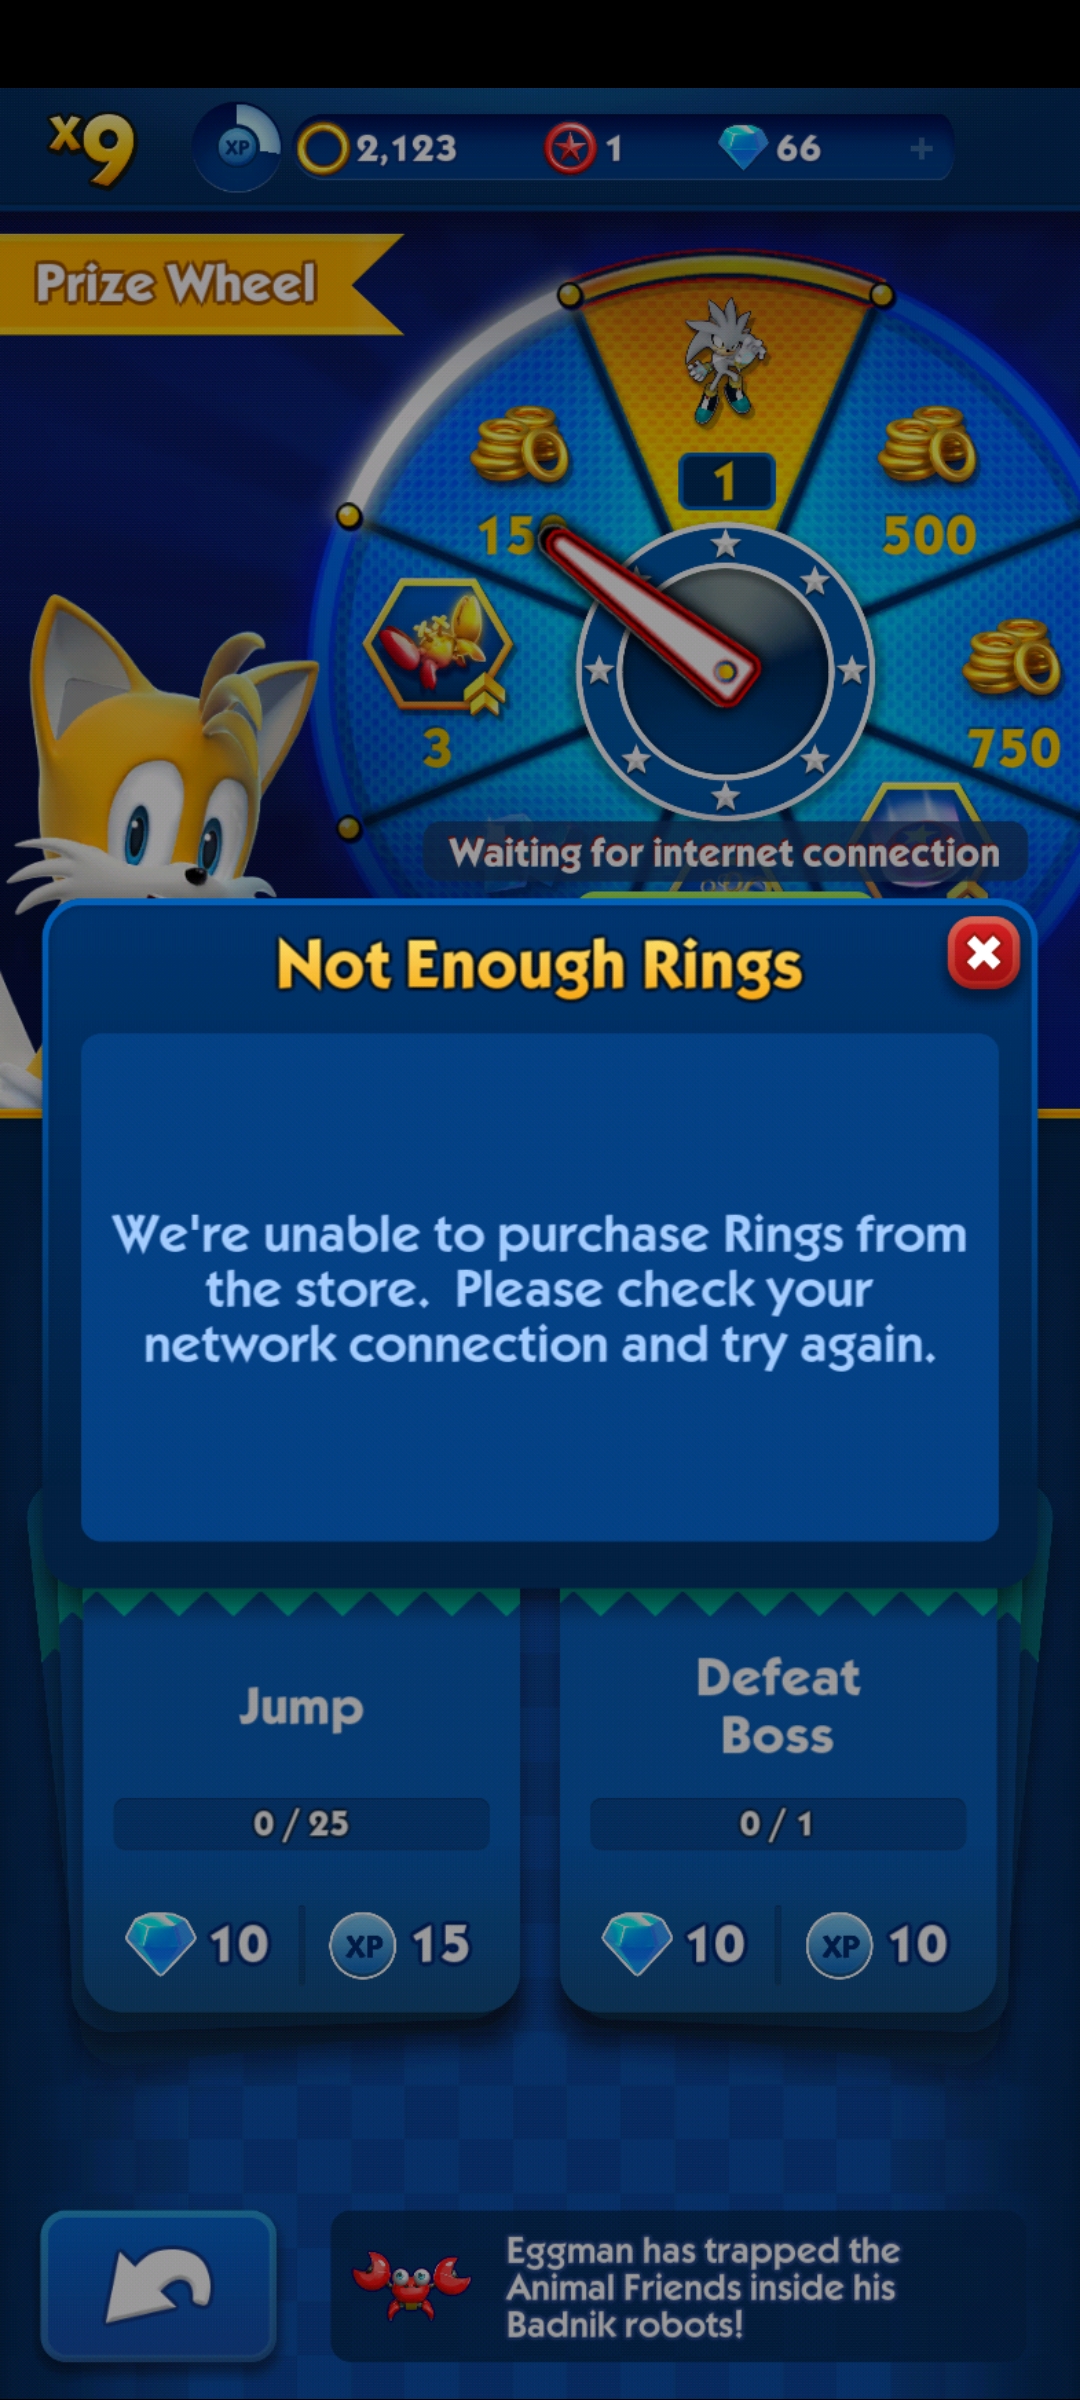 x9
XP
2,123
1
66
+
Prize Wheel
1
15
500
3
750
Waiting for internet connection
Not Enough Rings
We're unable to purchase Rings from
the store. Please check your
network connection and try again.
Jump
0 / 25
10
XP
15
Defeat
Boss
0 / 1
10
XP
10
Eggman has trapped the
Animal Friends inside his
Badnik robots!